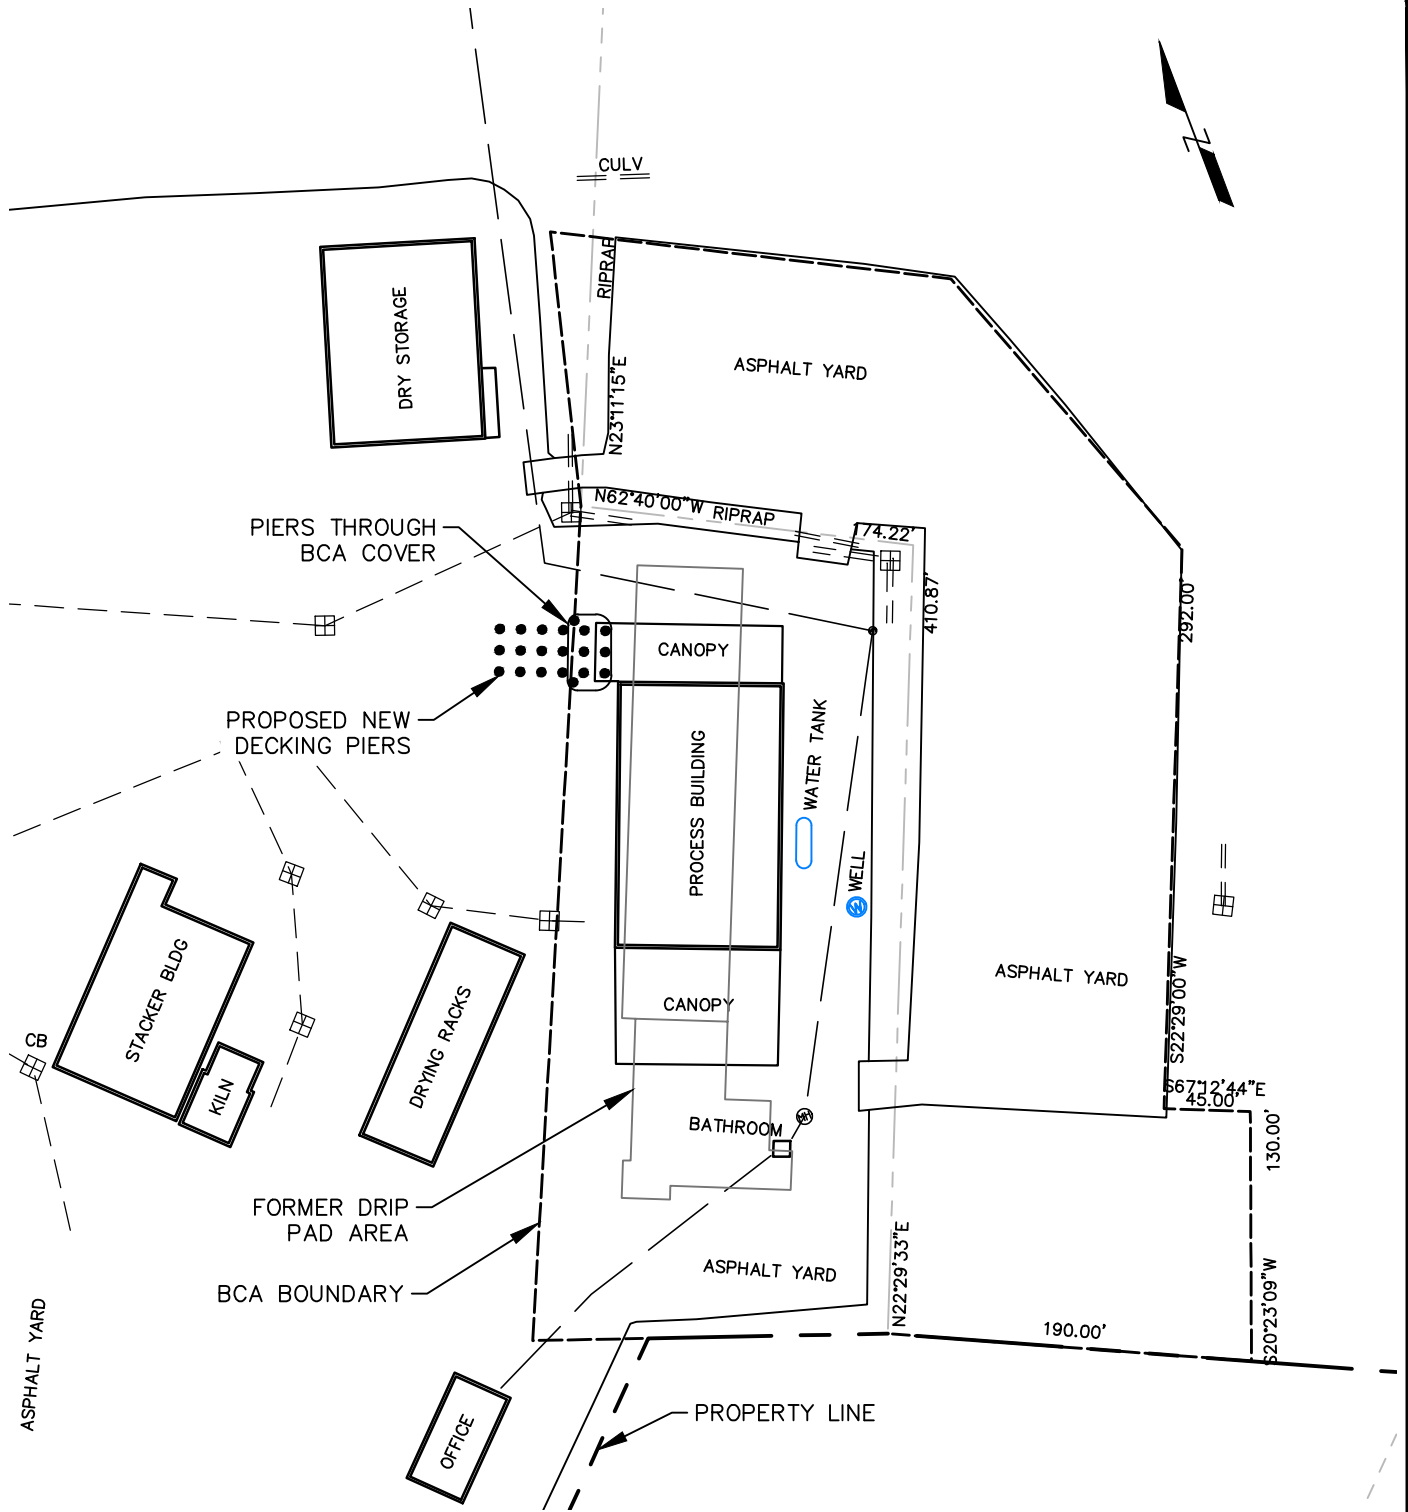 CULV
RIPRAP
DRY STORAGE
N23°11'15"E
ASPHALT YARD
N62°40'00"W RIPRAP
174.22'
PIERS THROUGH
BCA COVER
410.87'
292.00'
CANOPY
PROPOSED NEW
DECKING PIERS
WATER TANK
PROCESS BUILDING
WELL
W
STACKER BLDG
ASPHALT YARD
CANOPY
DRYING RACKS
CB
KILN
S22°29'00"W
S67°12'44"E
45.00'
BATHROOM
MH
130.00'
FORMER DRIP
PAD AREA
N22°29'33"E
ASPHALT YARD
BCA BOUNDARY
S20°23'09"W
190.00'
ASPHALT YARD
OFFICE
PROPERTY LINE
Z